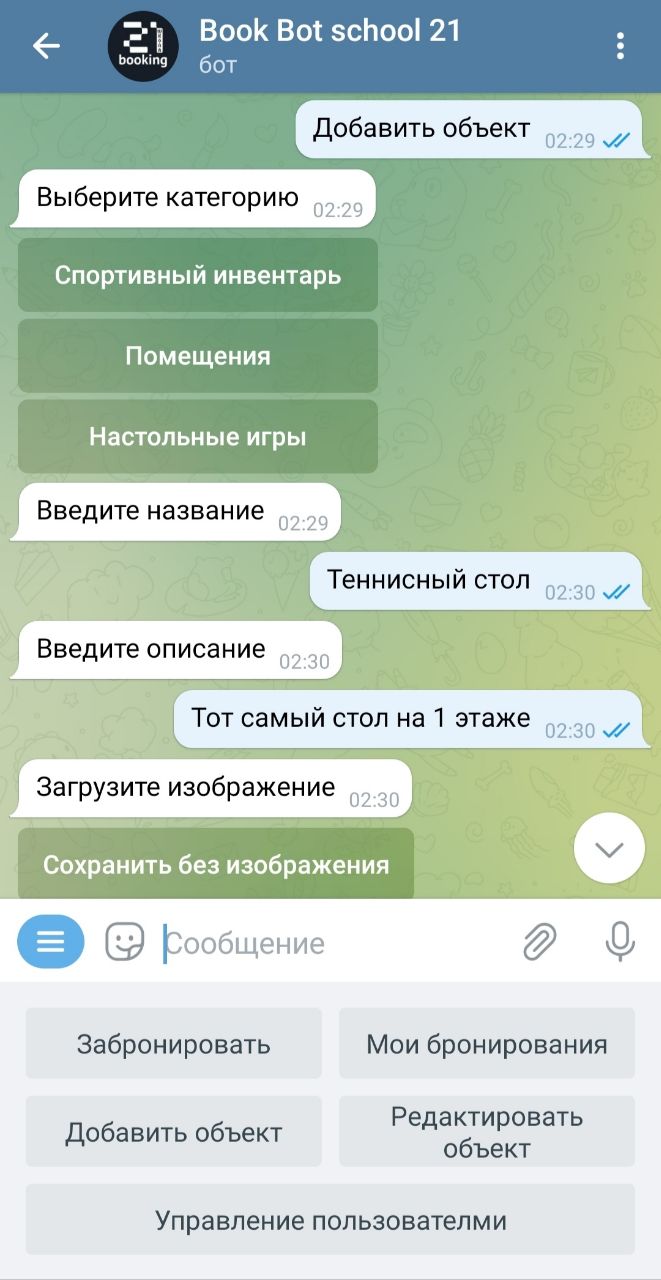 Book Bot school 21
бот
21
ШКОЛА
booking
Добавить объект 02:29
Выберите категорию 02:29
Спортивный инвентарь
Помещения
Настольные игры
Введите название 02:29
Теннисный стол 02:30
Введите описание 02:30
Тот самый стол на 1 этаже 02:30
Загрузите изображение 02:30
Сохранить без изображения
Сообщение
Забронировать
Мои бронирования
Добавить объект
Редактировать
объект
Управление пользователми